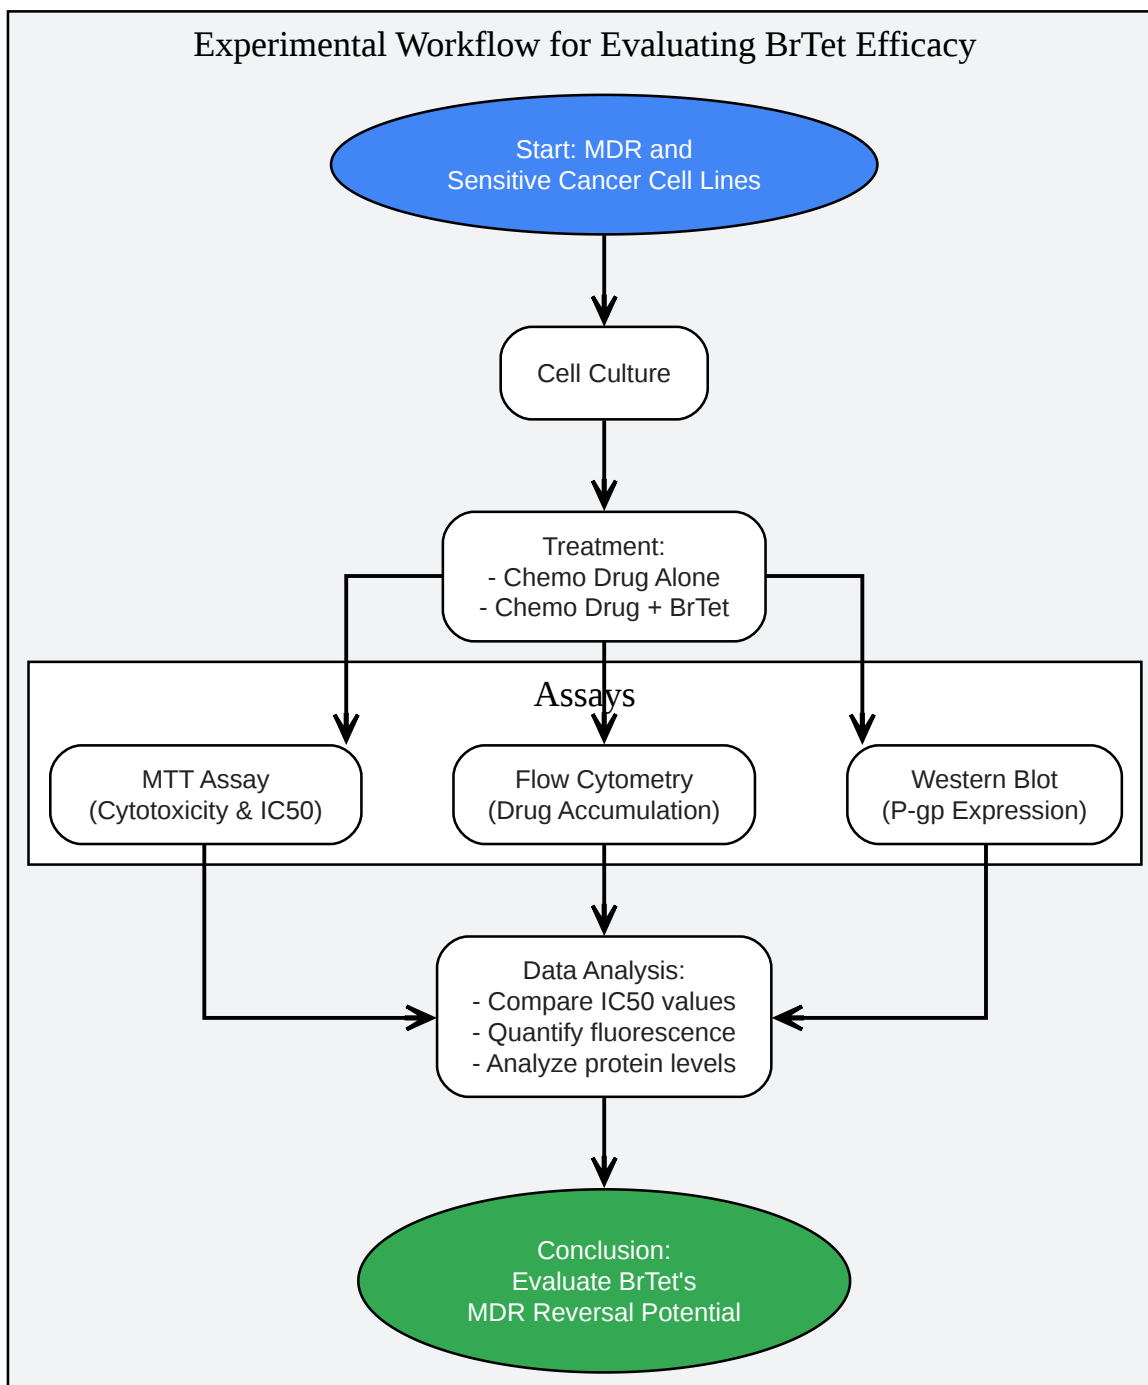 Experimental Workflow for Evaluating BrTet Efficacy
Start: MDR and
Sensitive Cancer Cell Lines
Cell Culture
Treatment:
- Chemo Drug Alone
- Chemo Drug + BrTet
Assays
MTT Assay
(Cytotoxicity & IC50)
Flow Cytometry
(Drug Accumulation)
Western Blot
(P-gp Expression)
Data Analysis:
- Compare IC50 values
- Quantify fluorescence
- Analyze protein levels
Conclusion:
Evaluate BrTet's
MDR Reversal Potential